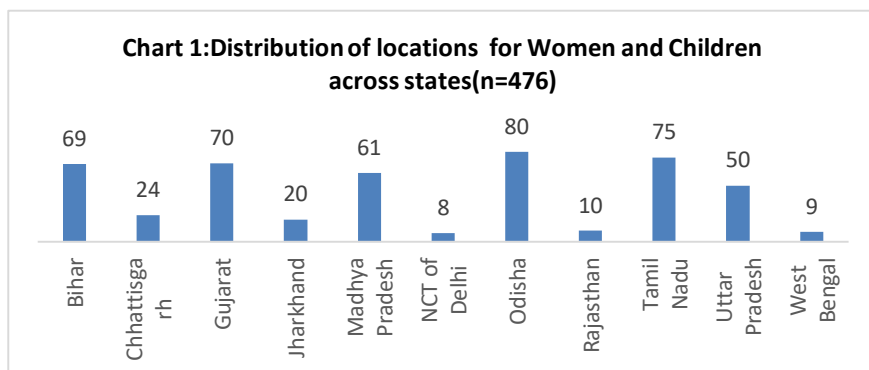 Chart 1:Distribution of locations for Women and Children
across states(n=476)
69
24
70
20
61
8
80
10
75
50
9
Bihar
Chhattisga
rh
Gujarat
Jharkhand
Madhya
Pradesh
NCT of
Delhi
Odisha
Rajasthan
Tamil
Nadu
Uttar
Pradesh
West
Bengal